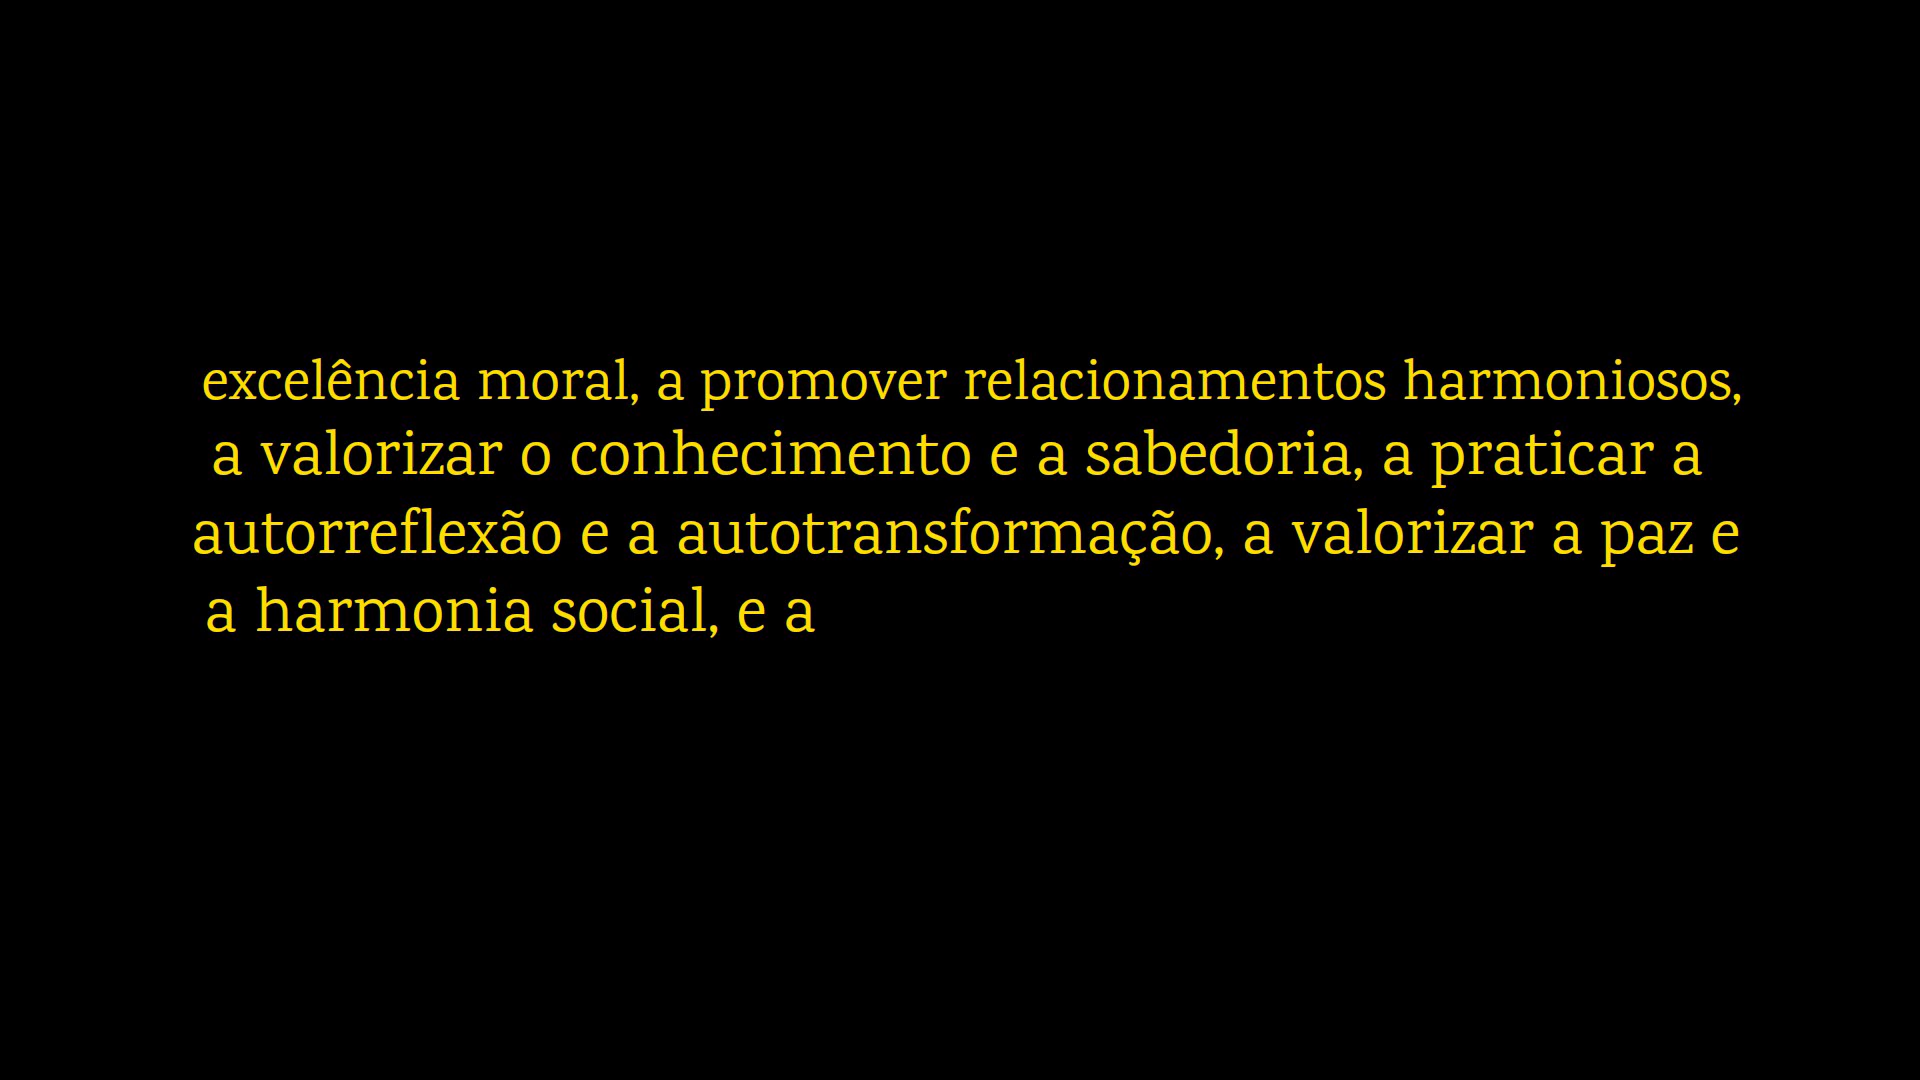 excelência moral, a promover relacionamentos harmoniosos,
a valorizar o conhecimento e a sabedoria, a praticar a
autorreflexão e a autotransformação, a valorizar a paz e
a harmonia social, e a